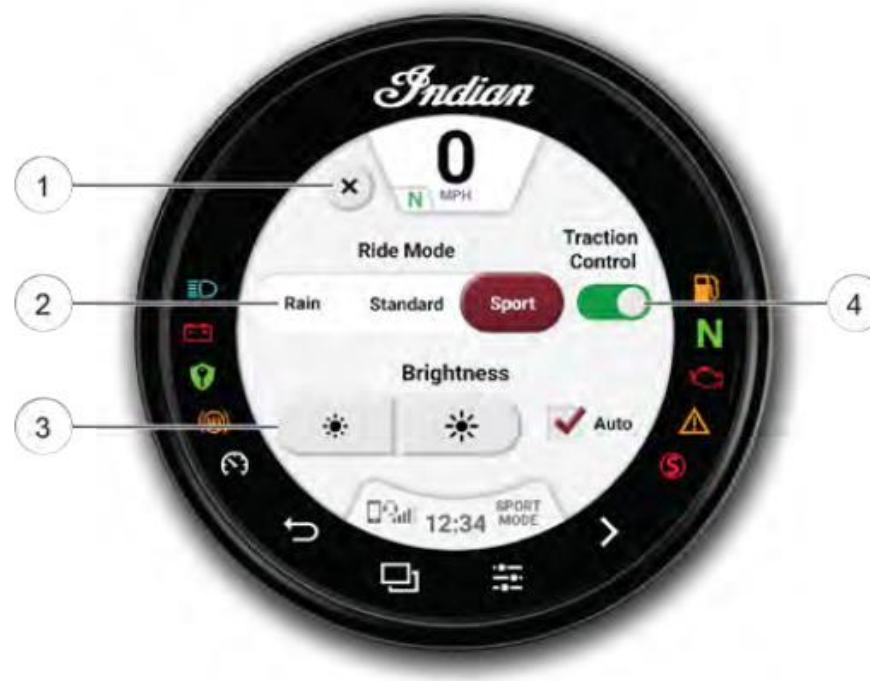 Indian
0
N MPH
1
Ride Mode
Traction
Control
2
Rain Standard Sport
4
N
Brightness
3
Auto
12:34
SPORT
MODE